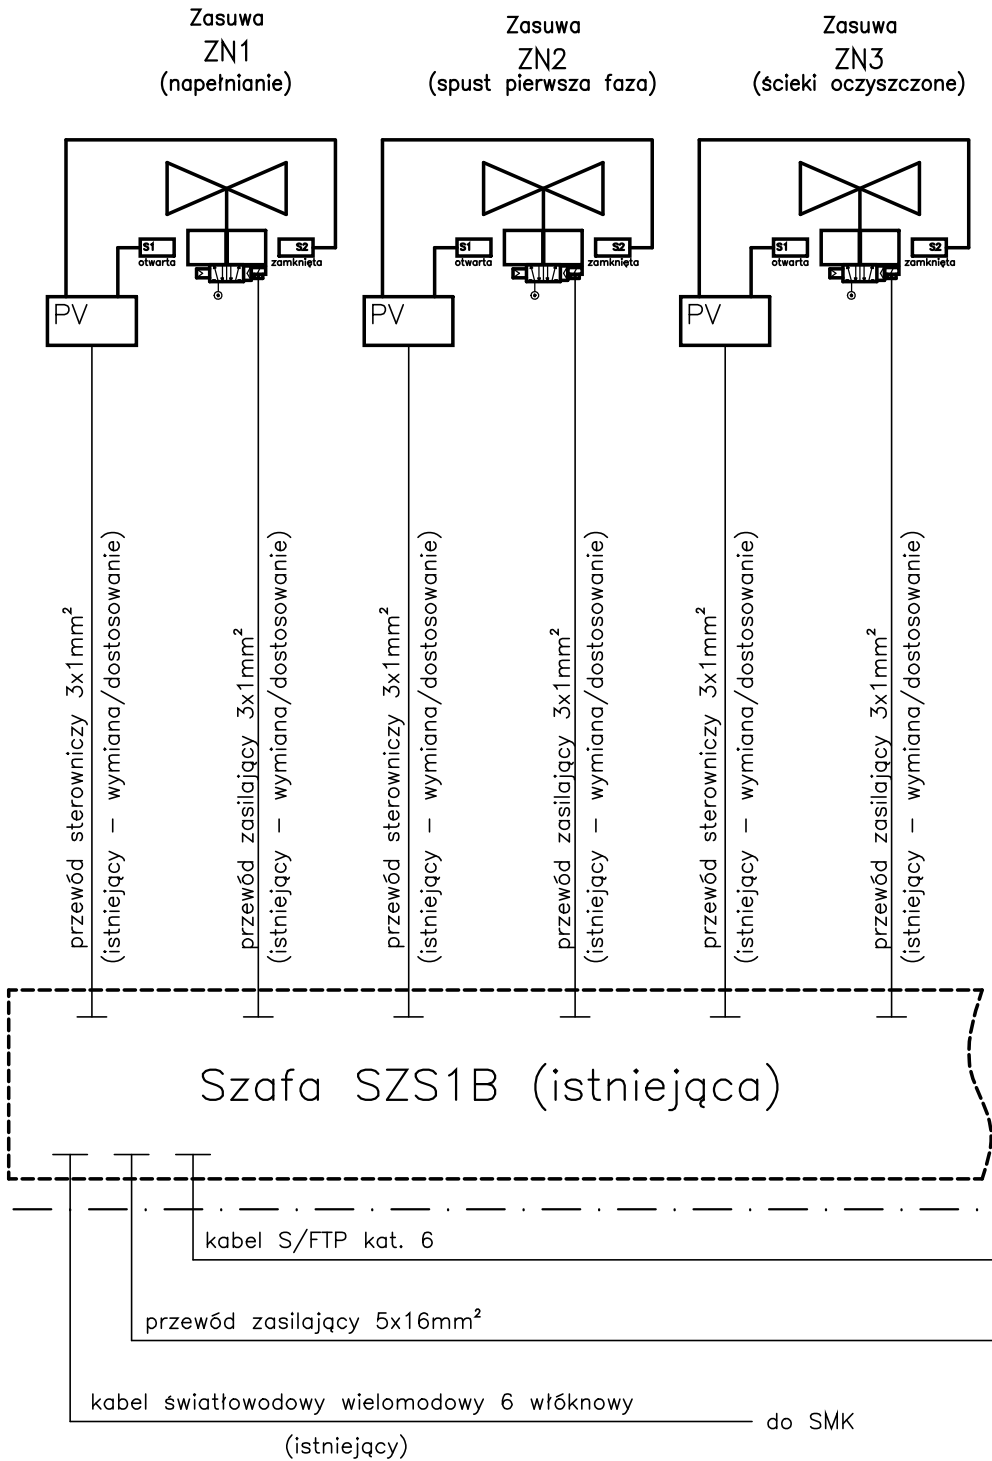 Zasuwa
ZN1
(napełnianie)
Zasuwa
ZN2
(spust pierwsza faza)
Zasuwa
ZN3
(ścieki oczyszczone)
S1
otwarta
S2
zamknięta
PV
S1
otwarta
S2
zamknięta
PV
S1
otwarta
S2
zamknięta
PV
przewód sterowniczy 3x1mm²
(istniejący – wymiana/dostosowanie)
przewód zasilający 3x1mm²
(istniejący – wymiana/dostosowanie)
przewód sterowniczy 3x1mm²
(istniejący – wymiana/dostosowanie)
przewód zasilający 3x1mm²
(istniejący – wymiana/dostosowanie)
przewód sterowniczy 3x1mm²
(istniejący – wymiana/dostosowanie)
przewód zasilający 3x1mm²
(istniejący – wymiana/dostosowanie)
Szafa SZS1B (istniejąca)
kabel S/FTP kat. 6
przewód zasilający 5x16mm²
kabel światłowodowy wielomodowy 6 włóknowy
do SMK
(istniejący)